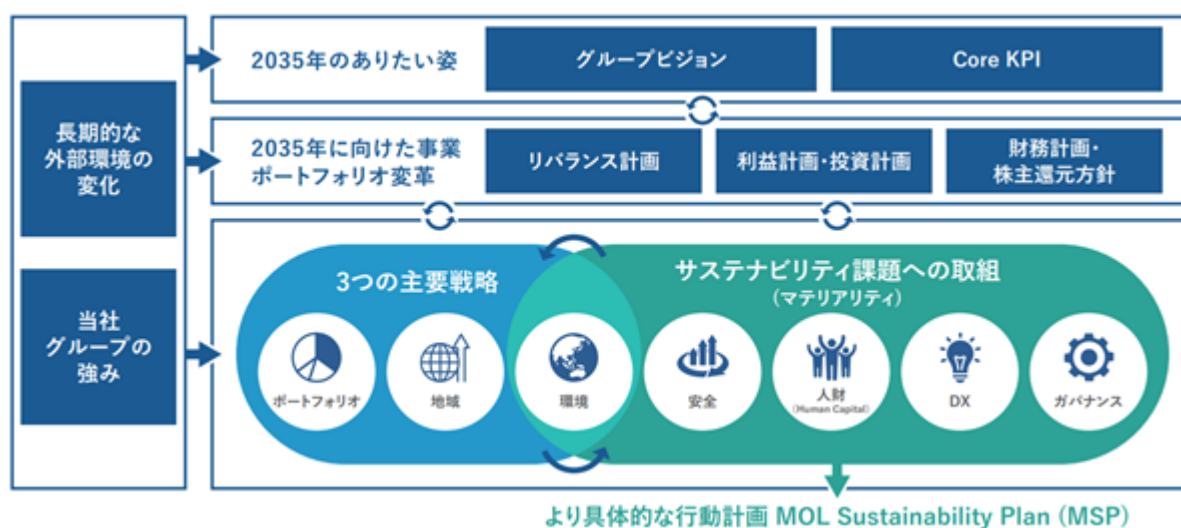 長期的な
外部環境の
変化
当社
グループの
強み
2035年のありたい姿
グループビジョン
Core KPI
2035年に向けた事業
ポートフォリオ変革
リバランス計画
利益計画・投資計画
財務計画・
株主還元方針
3つの主要戦略
サステナビリティ課題への取組
(マテリアリティ)
ポートフォリオ
地域
環境
安全
人財
(Human Capital)
DX
ガバナンス
より具体的な行動計画 MOL Sustainability Plan (MSP)